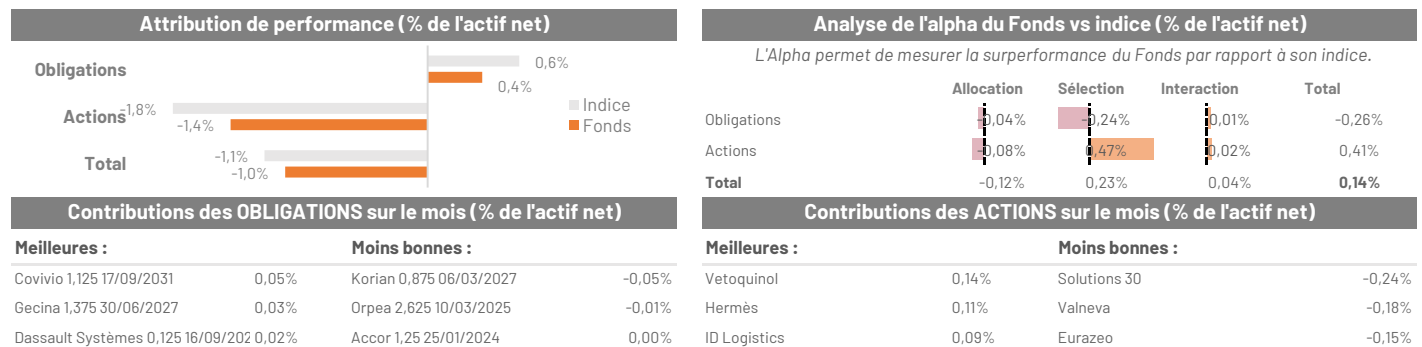 Attribution de performance (% de l'actif net)
Obligations
0,6%
0,4%
Actions
-1,8%
-1,4%
Total
-1,1%
-1,0%
Indice
Fonds
Analyse de l'alpha du Fonds vs indice (% de l'actif net)
L'Alpha permet de mesurer la surperformance du Fonds par rapport à son indice.
Allocation Sélection Interaction Total
Obligations -0,04% -0,24% 0,01% -0,26%
Actions -0,08% 0,47% 0,02% 0,41%
Total -0,12% 0,23% 0,04% 0,14%
Contributions des OBLIGATIONS sur le mois (% de l'actif net)
Meilleures : Moins bonnes :
Covivio 1,125 17/09/2031 0,05% Korian 0,875 06/03/2027 -0,05%
Gecina 1,375 30/06/2027 0,03% Orpea 2,625 10/03/2025 -0,01%
Dassault Systèmes 0,125 16/09/202 0,02% Accor 1,25 25/01/2024 0,00%
Contributions des ACTIONS sur le mois (% de l'actif net)
Meilleures : Moins bonnes :
Vetoquinol 0,14% Solutions 30 -0,24%
Hermès 0,11% Valneva -0,18%
ID Logistics 0,09% Eurazeo -0,15%